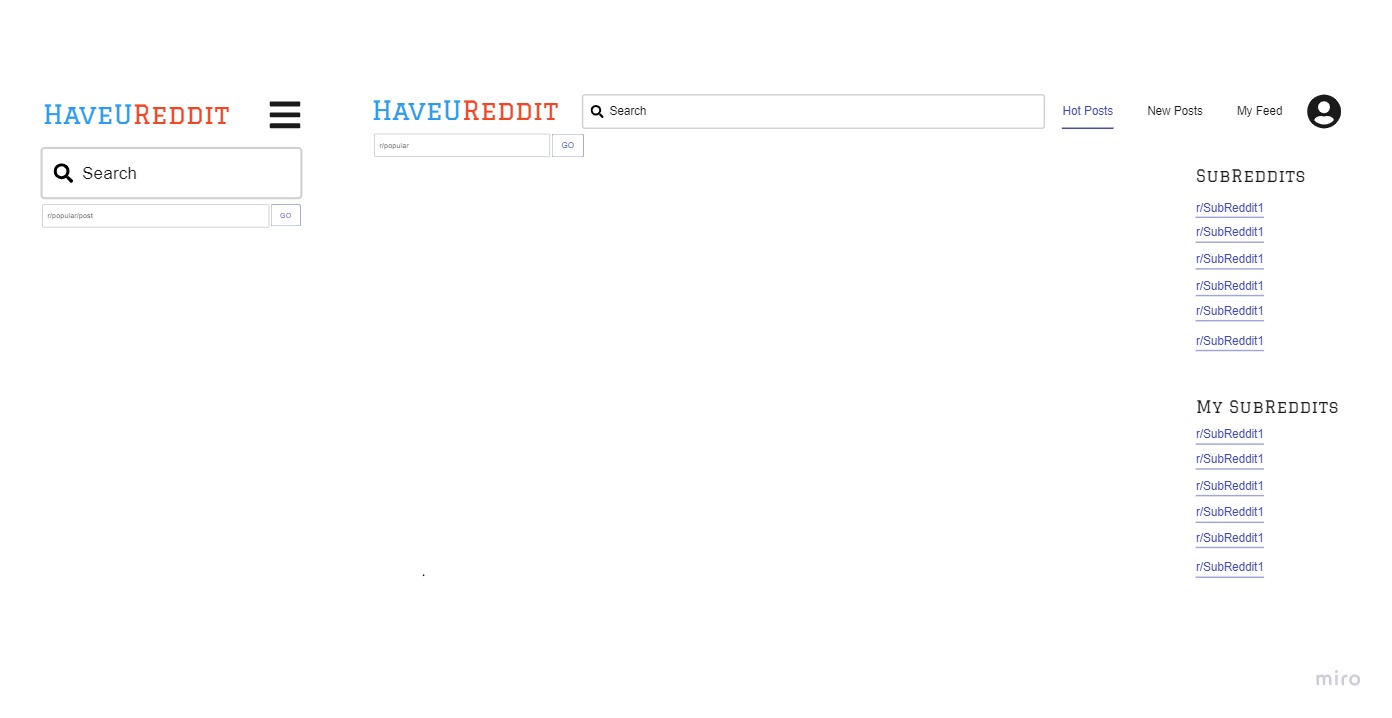 HaveUReddit
Search
r/popular/post
GO
HaveUReddit
Search
Hot Posts
New Posts
My Feed
r/popular
GO
SubReddits
r/SubReddit1
r/SubReddit1
r/SubReddit1
r/SubReddit1
r/SubReddit1
r/SubReddit1
My SubReddits
r/SubReddit1
r/SubReddit1
r/SubReddit1
r/SubReddit1
r/SubReddit1
r/SubReddit1
.
miro